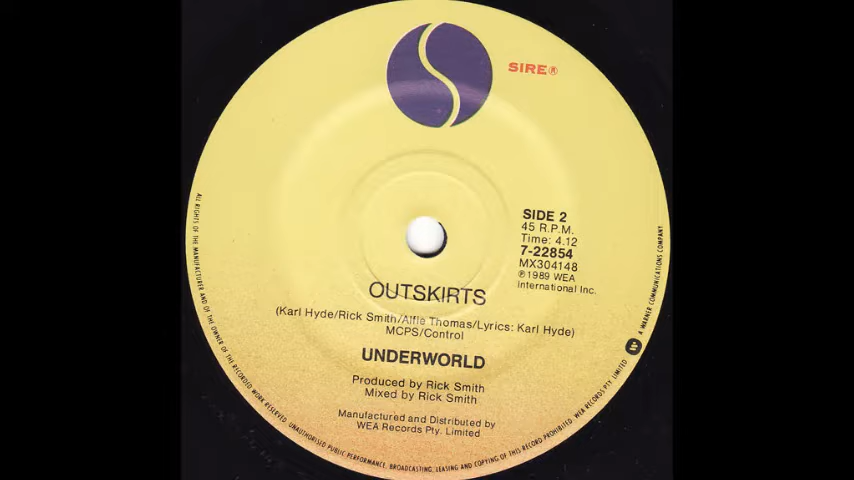 SIRE®
SIDE 2
45 R.P.M.
Time: 4.12
7-22854
MX304148
℗1989 WEA
International Inc.
OUTSKIRTS
(Karl Hyde/Rick Smith/Alfie Thomas/Lyrics: Karl Hyde)
MCPS/Control
UNDERWORLD
Produced by Rick Smith
Mixed by Rick Smith
Manufactured and Distributed by
WEA Records Pty. Limited
ALL RIGHTS OF THE MANUFACTURER AND OF THE OWNER OF THE RECORDED WORK RESERVED. UNAUTHORISED PUBLIC PERFORMANCE, BROADCASTING, LEASING AND COPYING OF THIS RECORD PROHIBITED. WEA RECORDS PTY. LIMITED
A WARNER COMMUNICATIONS COMPANY.